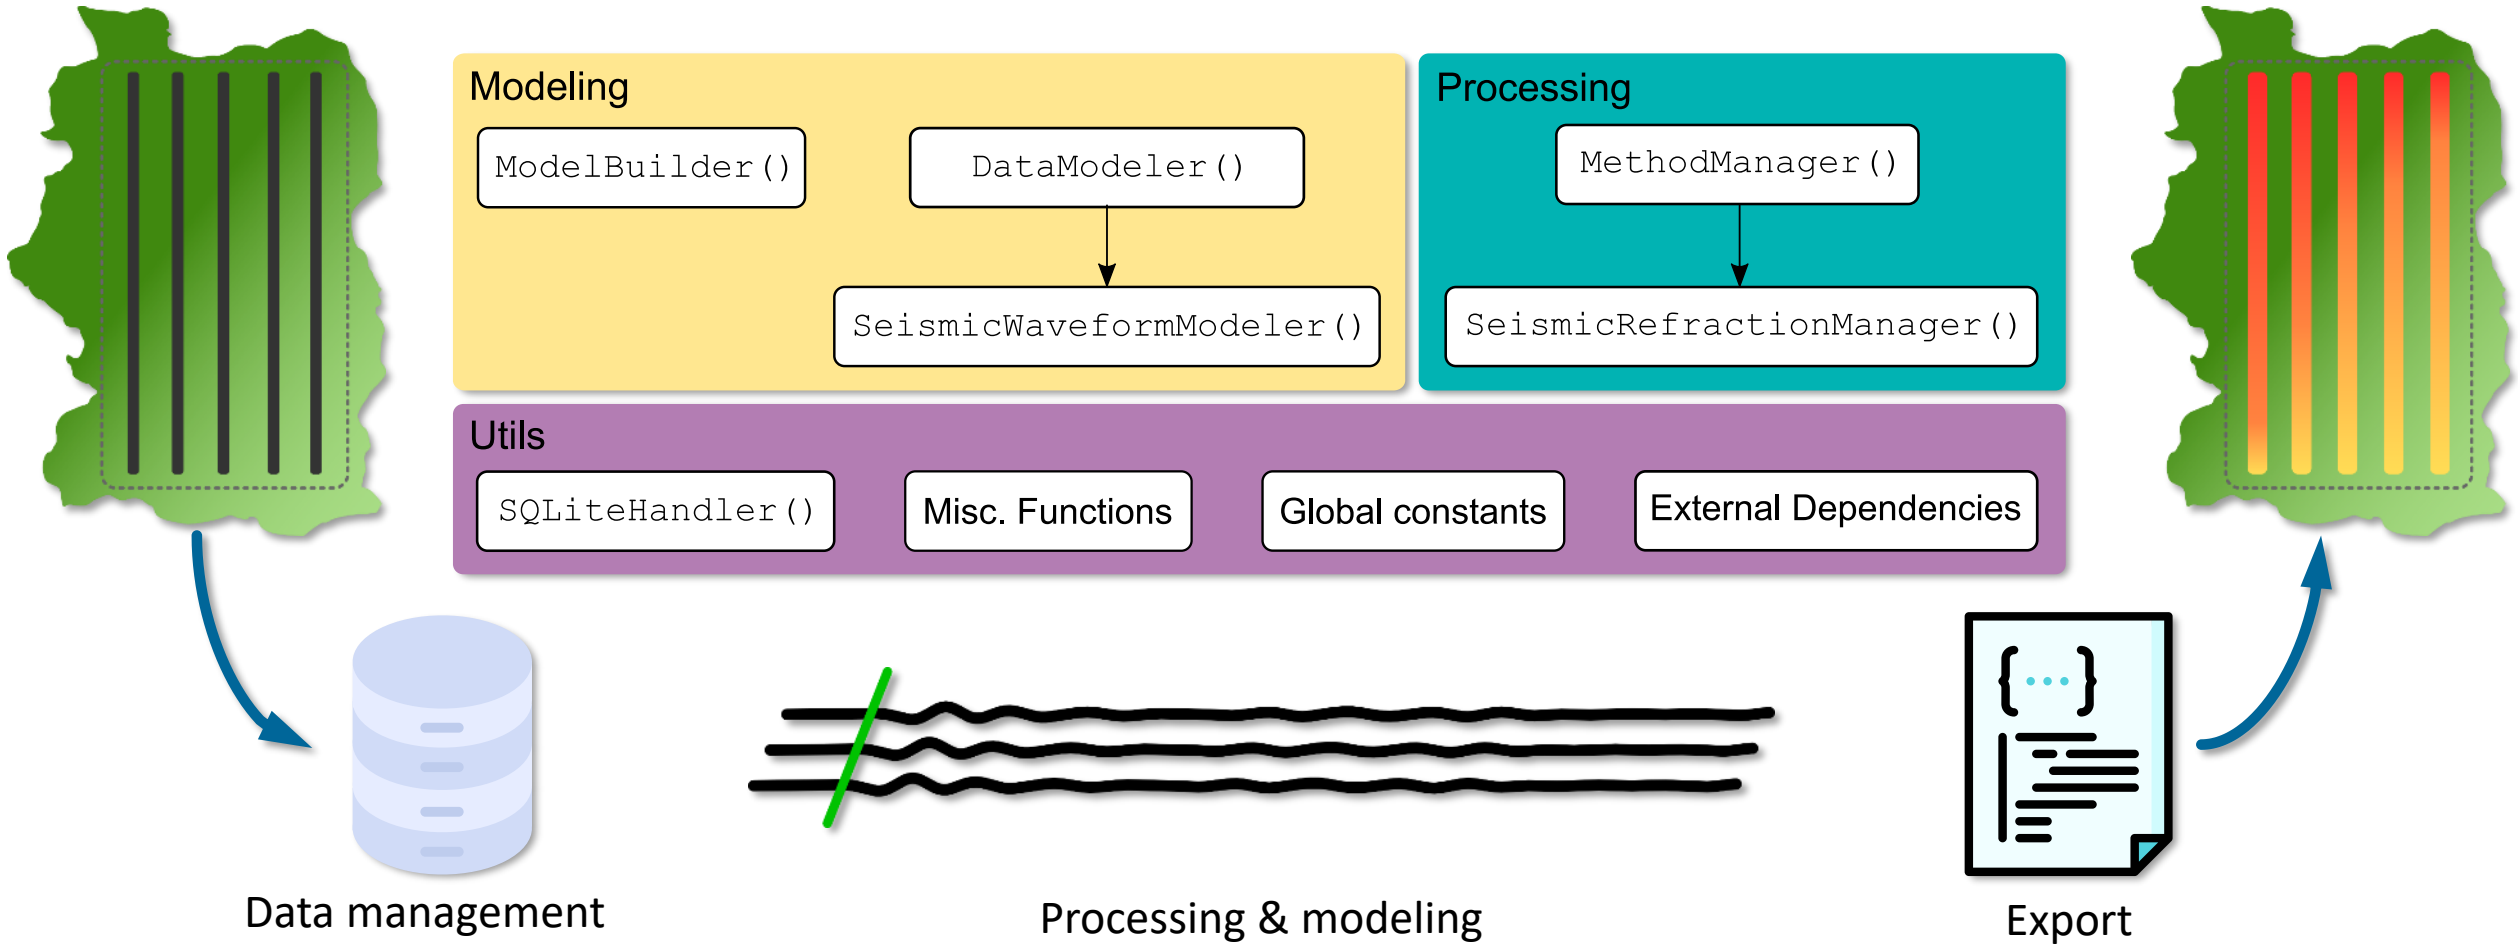 Modeling
ModelBuilder()
DataModeler()
SeismicWaveformModeler()
Processing
MethodManager()
SeismicRefractionManager()
Utils
SQLiteHandler()
Misc. Functions
Global constants
External Dependencies
{...}
Data management
Processing & modeling
Export